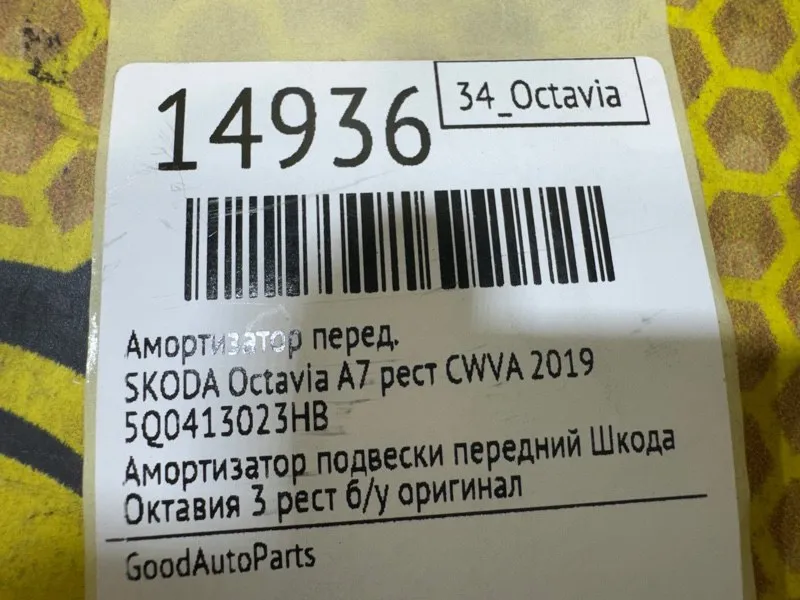 14936
34_Octavia
Амортизатор перед.
SKODA Octavia A7 рест CWVA 2019
5Q0413023HB
Амортизатор подвески передний Шкода
Октавия 3 рест б/у оригинал
GoodAutoParts